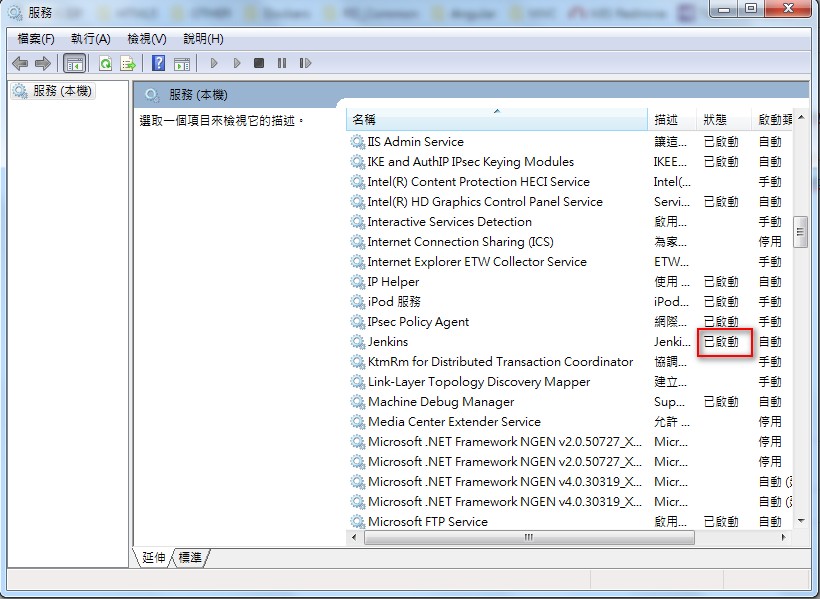 服務
檔案(F) 執行(A) 檢視(V) 說明(H)
服務 (本機)
服務 (本機)
選取一個項目來檢視它的描述。
名稱 描述 狀態 啟動類
IIS Admin Service 讓這... 已啟動 自動
IKE and AuthIP IPsec Keying Modules IKEE... 已啟動 自動
Intel(R) Content Protection HECI Service Intel(... 手動
Intel(R) HD Graphics Control Panel Service Servi... 已啟動 自動
Interactive Services Detection 啟用... 手動
Internet Connection Sharing (ICS) 為家... 停用
Internet Explorer ETW Collector Service ETW... 手動
IP Helper 使用 ... 已啟動 自動
iPod 服務 iPod... 已啟動 手動
IPsec Policy Agent 網際... 已啟動 手動
Jenkins Jenki... 已啟動 自動
KtmRm for Distributed Transaction Coordinator 協調... 手動
Link-Layer Topology Discovery Mapper 建立... 手動
Machine Debug Manager Sup... 已啟動 自動
Media Center Extender Service 允許 ... 停用
Microsoft .NET Framework NGEN v2.0.50727_X... Micr... 停用
Microsoft .NET Framework NGEN v2.0.50727_X... Micr... 停用
Microsoft .NET Framework NGEN v4.0.30319_X... Micr... 自動 (
Microsoft .NET Framework NGEN v4.0.30319_X... Micr... 自動 (
Microsoft FTP Service 啟用... 已啟動 自動
延伸 標準